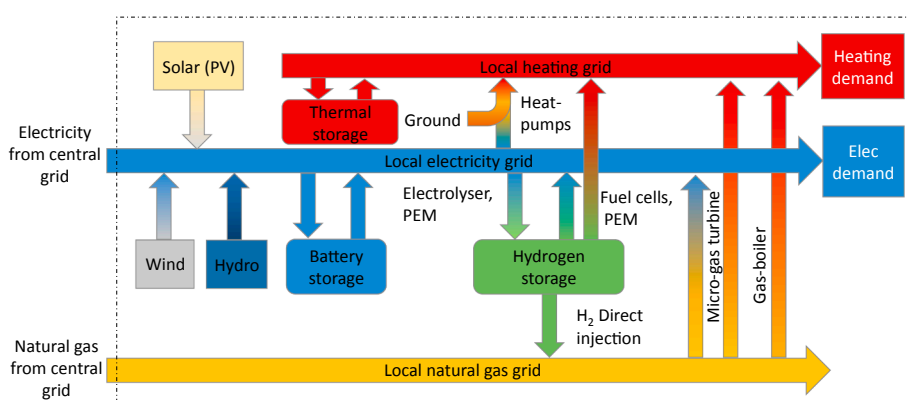 Solar (PV)
Local heating grid
Heating
demand
Thermal
storage
Ground
Heat-
pumps
Electricity
from central
grid
Local electricity grid
Elec
demand
Electrolyser,
PEM
Fuel cells,
PEM
Wind
Hydro
Battery
storage
Hydrogen
storage
Micro-gas turbine
Gas-boiler
H₂ Direct
injection
Natural gas
from central
grid
Local natural gas grid